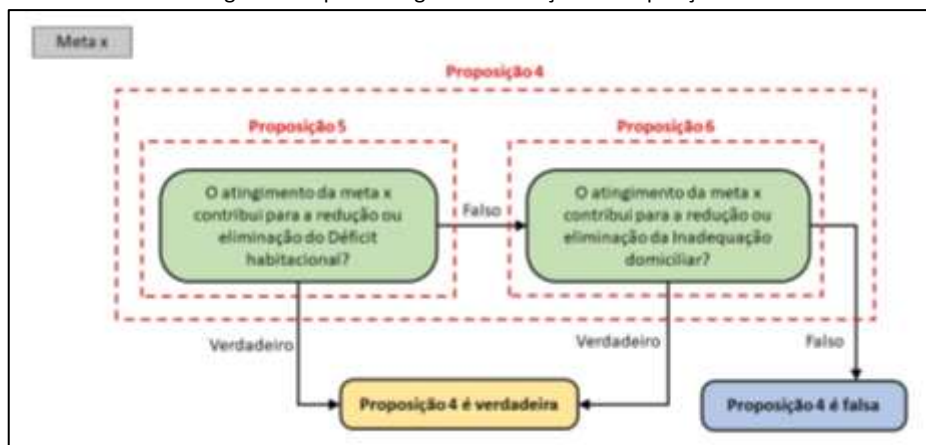 Meta x
Proposição 4
Proposição 5
Proposição 6
O atingimento da meta x
contribui para a redução ou
eliminação do Déficit
habitacional?
Falso
O atingimento da meta x
contribui para a redução ou
eliminação da Inadequação
domiciliar?
Verdadeiro
Verdadeiro
Falso
Proposição 4 é verdadeira
Proposição 4 é falsa